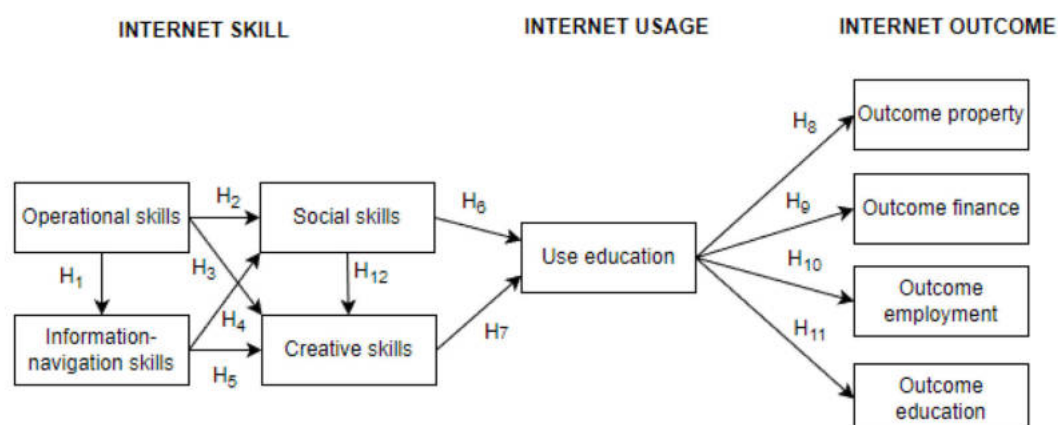 INTERNET SKILL
INTERNET USAGE
INTERNET OUTCOME
Operational skills
Information-
navigation skills
Social skills
Creative skills
Use education
Outcome property
Outcome finance
Outcome
employment
Outcome
education
H1
H2
H3
H4
H5
H12
H6
H7
H8
H9
H10
H11